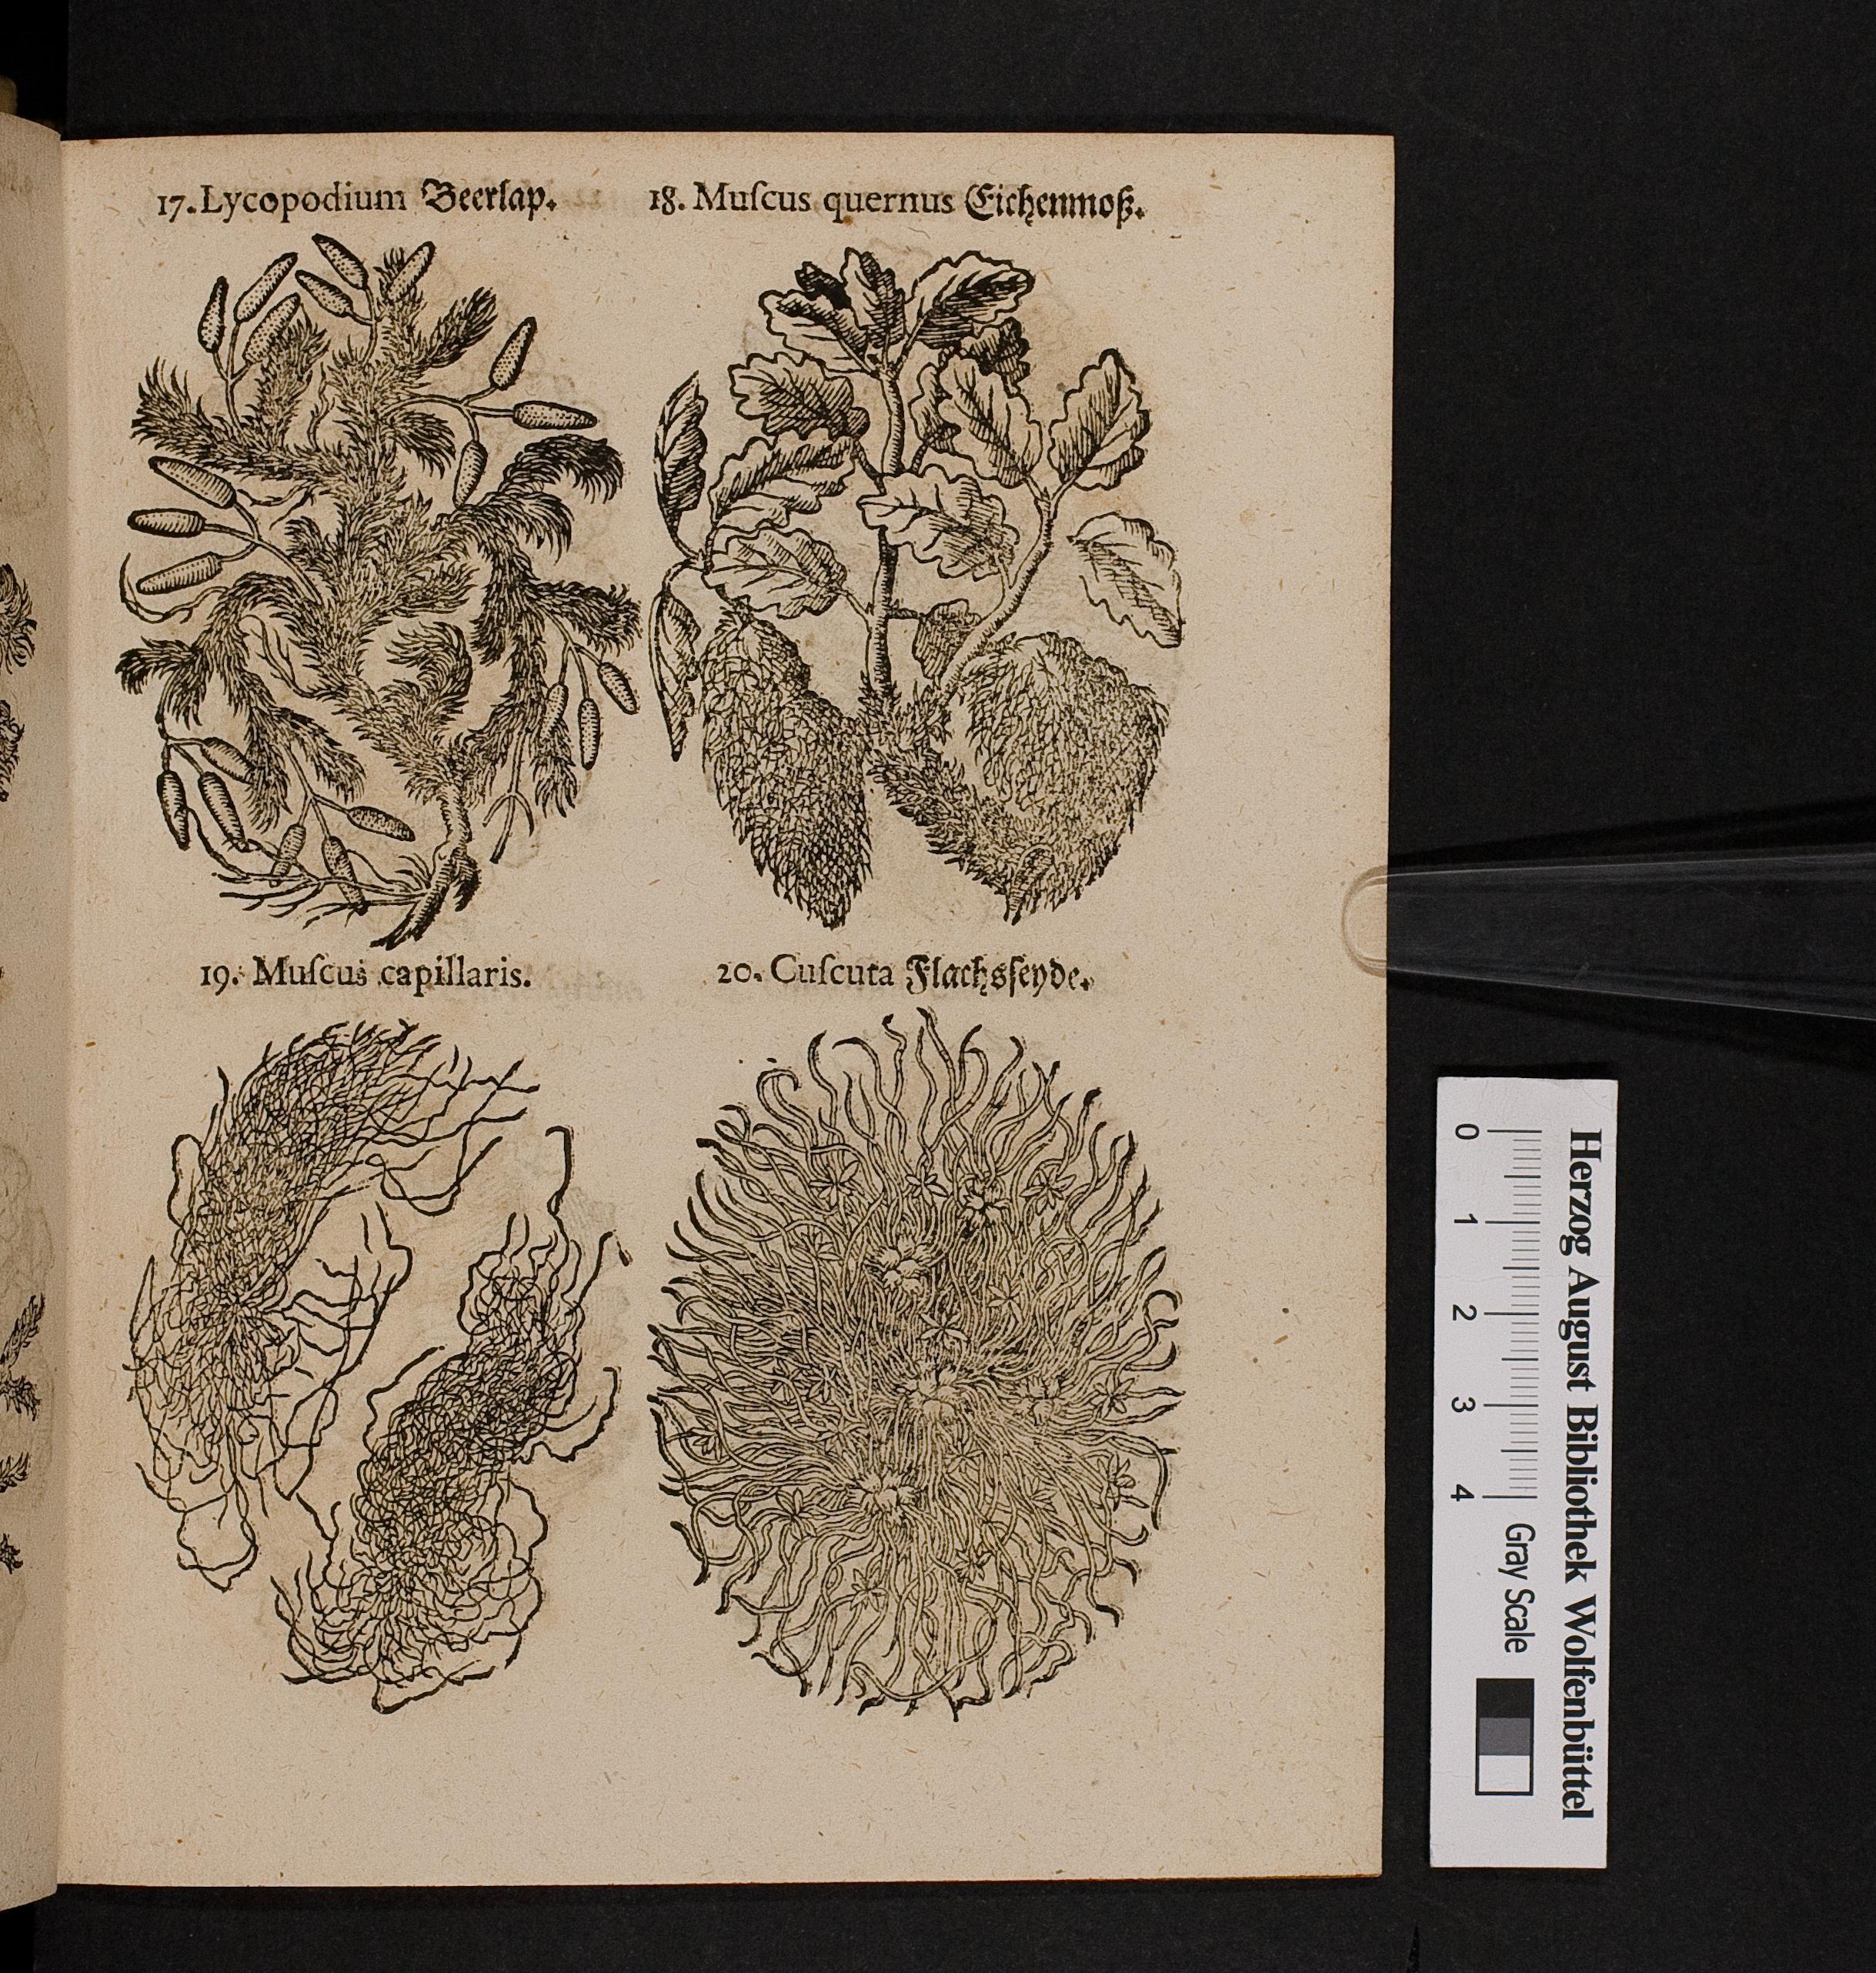 17. Lycopodium Beerlap.
18. Muſcus quernus Eichenmoß.
19. Muſcus capillaris.
20. Cuſcuta Flachsſeyde.
Herzog August Bibliothek Wolfenbüttel
0 1 2 3 4 Gray Scale